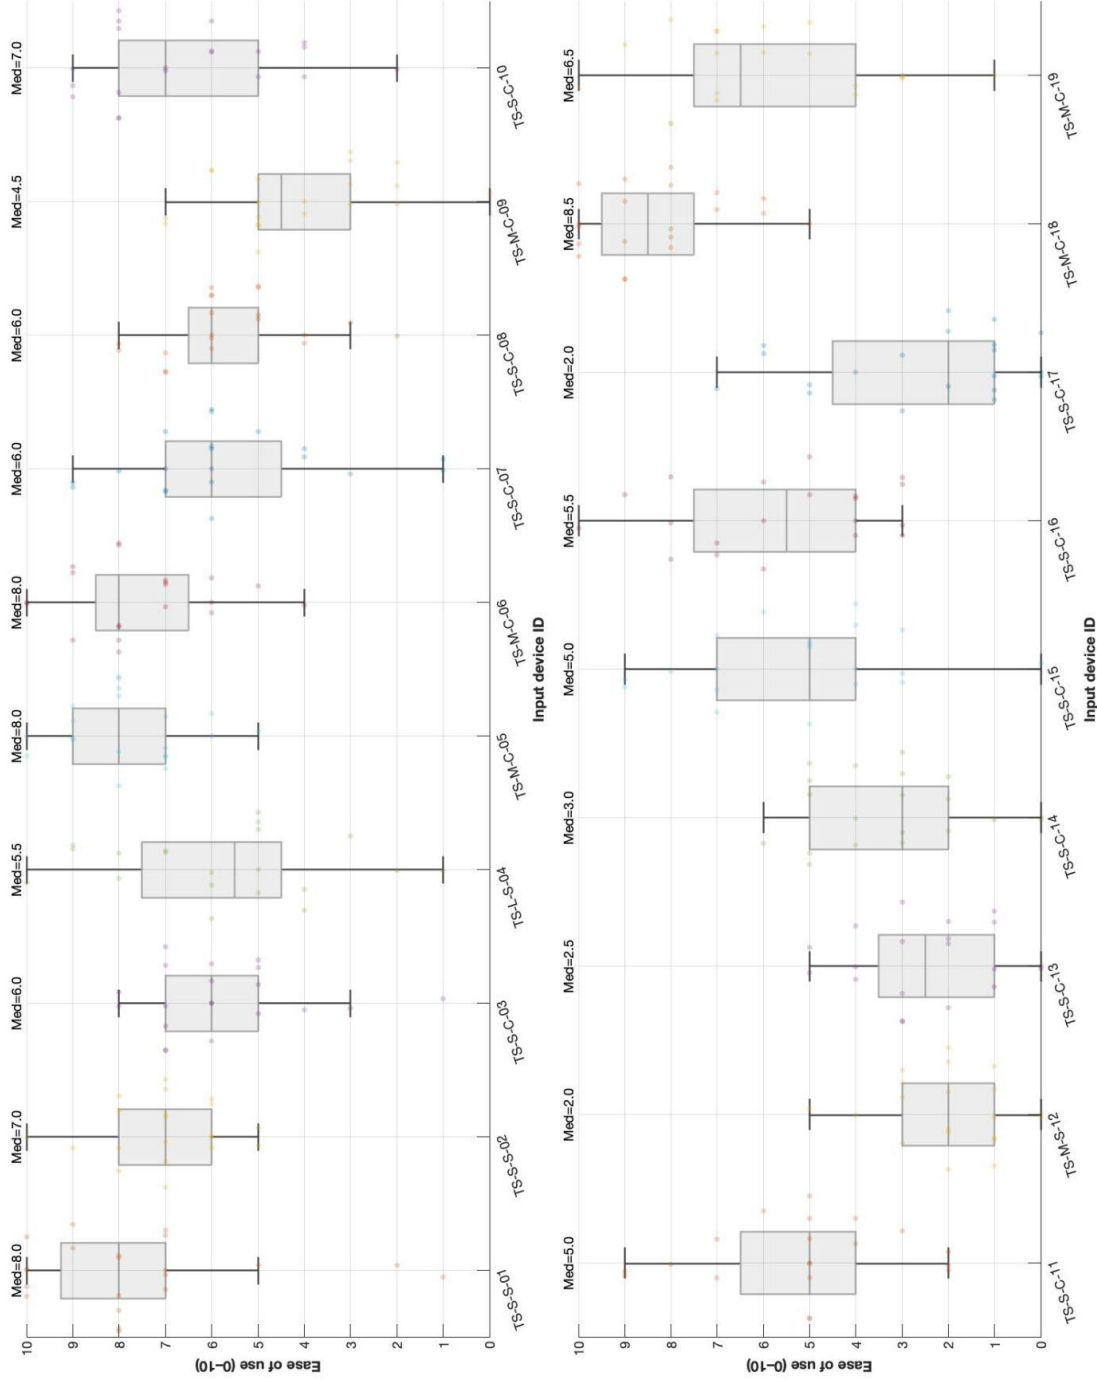 Med=8.0 Med=7.0 Med=6.0 Med=5.5 Med=8.0 Med=8.0 Med=6.0 Med=6.0 Med=4.5 Med=7.0
10
9
8
7
6
5
4
3
2
1
0
Ease of use (0–10)
TS-S-S-01 TS-S-S-02 TS-S-C-03 TS-L-S-04 TS-M-C-05 TS-M-C-06 TS-S-C-07 TS-S-C-08 TS-M-C-09 TS-S-C-10
Input device ID
Med=5.0 Med=2.0 Med=2.5 Med=3.0 Med=5.0 Med=5.5 Med=2.0 Med=8.5 Med=6.5
10
9
8
7
6
5
4
3
2
1
0
Ease of use (0–10)
TS-S-C-11 TS-M-S-12 TS-S-C-13 TS-S-C-14 TS-S-C-15 TS-S-C-16 TS-S-C-17 TS-M-C-18 TS-M-C-19
Input device ID